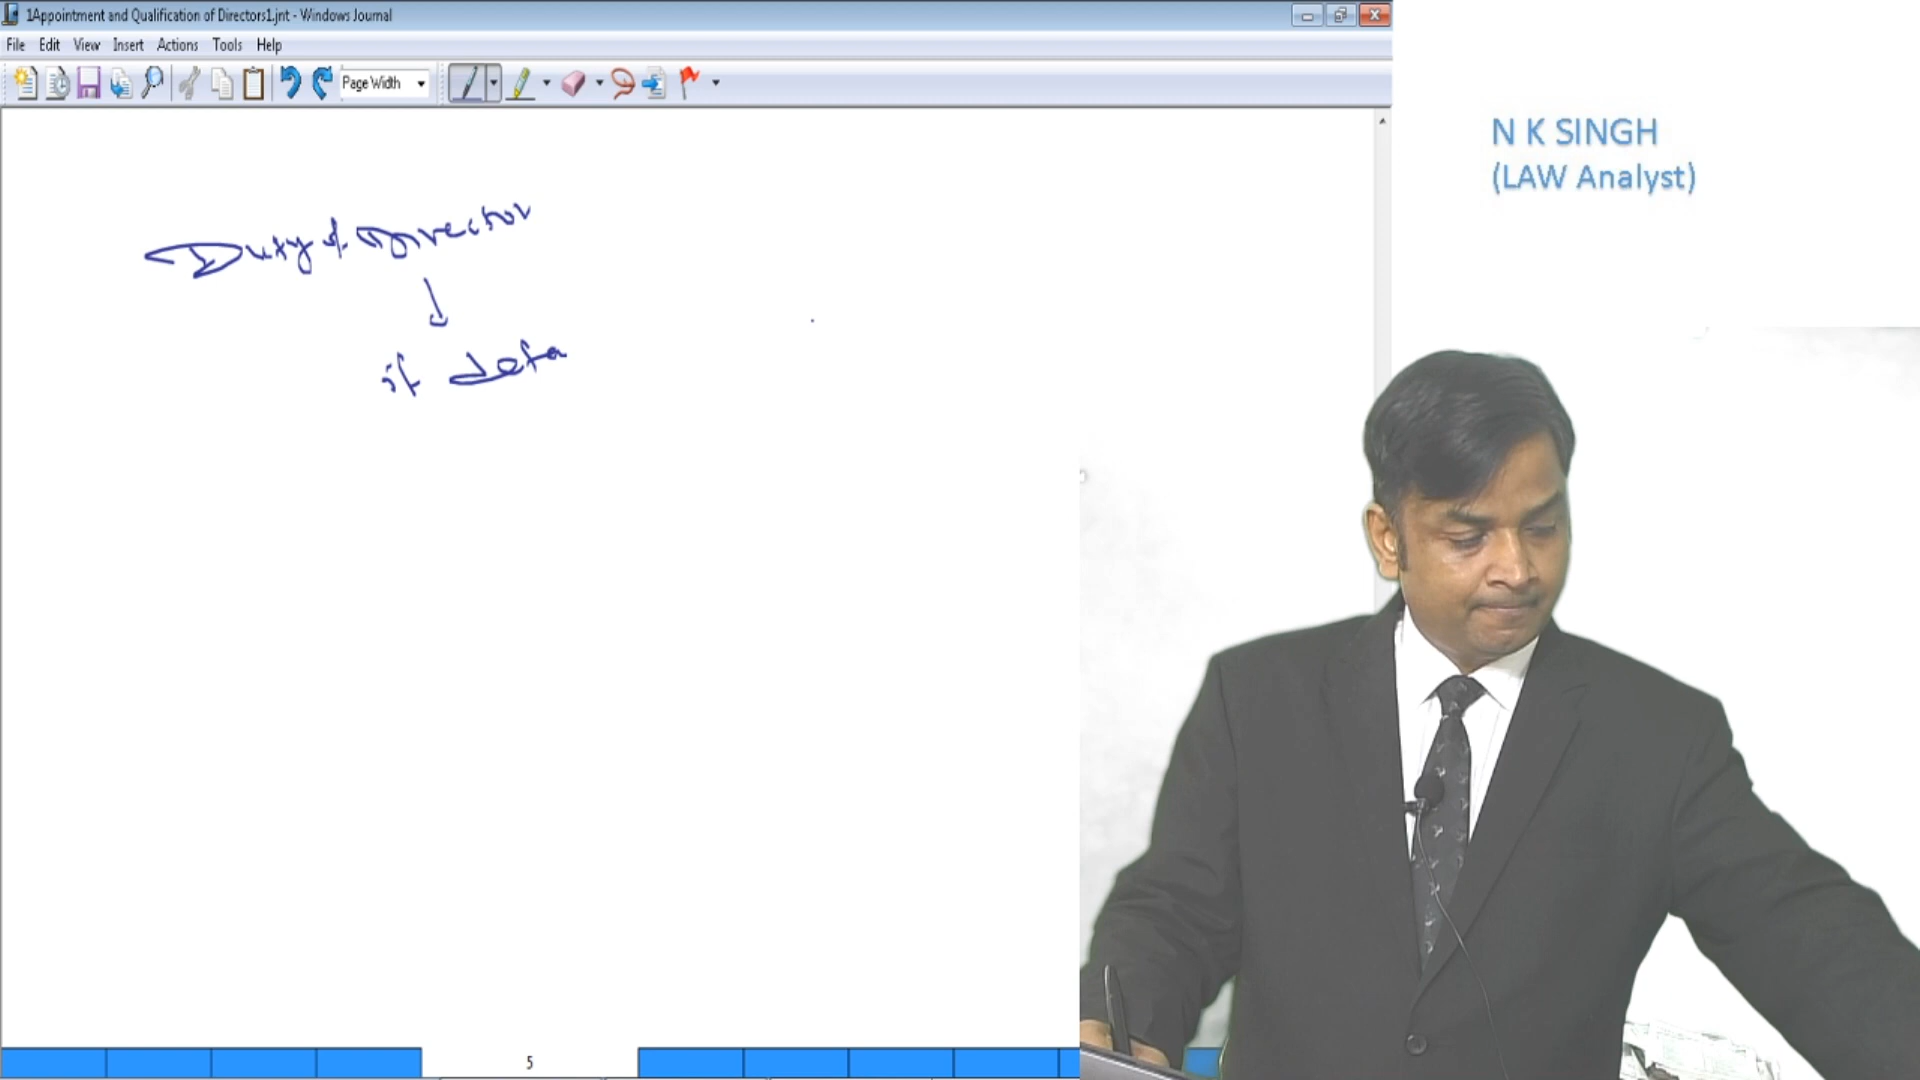 1Appointment and Qualification of Directors1.jnt - Windows Journal
File Edit View Insert Actions Tools Help
Page Width
N K SINGH
(LAW Analyst)
Duty of Director
if defa
5